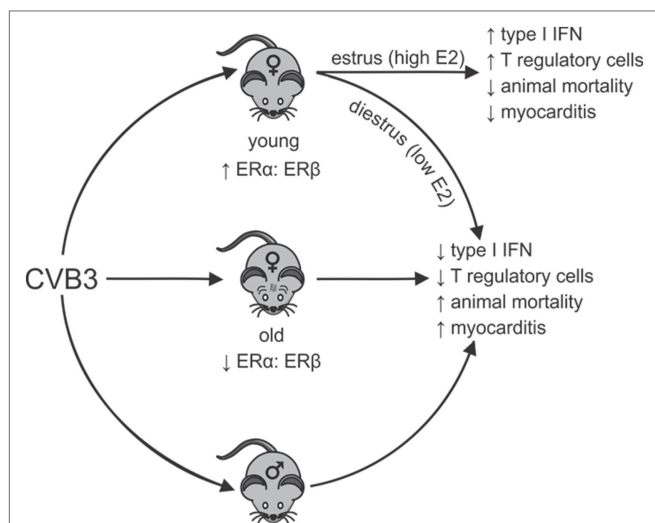 estrus (high E2)
↑ type I IFN
↑ T regulatory cells
↓ animal mortality
↓ myocarditis
♀
young
↑ ERα: ERβ
diestrus (low E2)
CVB3
♀
old
↓ ERα: ERβ
↓ type I IFN
↓ T regulatory cells
↑ animal mortality
↑ myocarditis
♂